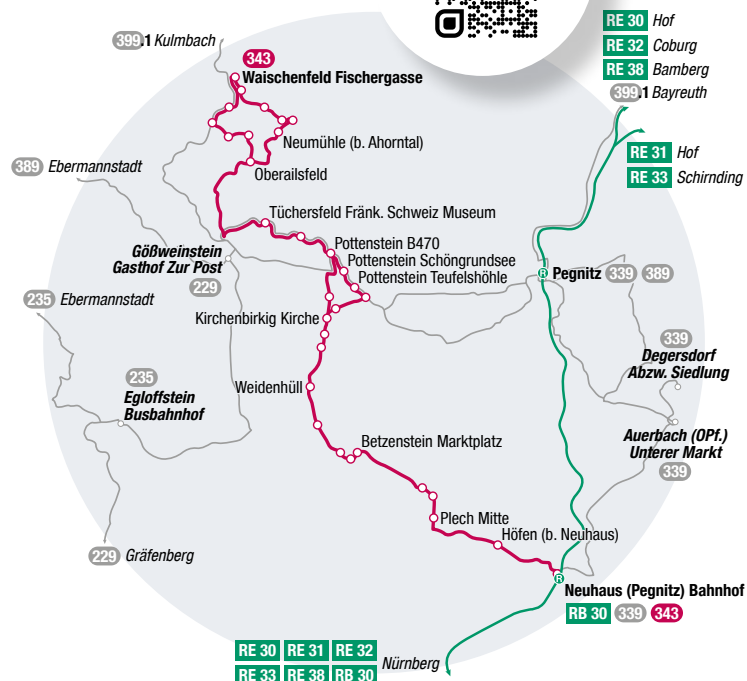 RE 30 Hof
399.1 Kulmbach
RE 32 Coburg
343
RE 38 Bamberg
Waischenfeld Fischergasse
399.1 Bayreuth
Neumühle (b. Ahorntal)
RE 31 Hof
389 Ebermannstadt
Oberailsfeld
RE 33 Schirnding
Tüchersfeld Fränk. Schweiz Museum
Gößweinstein
Gasthof Zur Post
229
Pottenstein B470
Pottenstein Schöngrundsee
Pottenstein Teufelshöhle
R Pegnitz 339 389
235 Ebermannstadt
Kirchenbirkig Kirche
339
Degersdorf
Abzw. Siedlung
235
Egloffstein
Busbahnhof
Weidenhüll
Auerbach (OPf.)
Unterer Markt
339
Betzenstein Marktplatz
Plech Mitte
Höfen (b. Neuhaus)
229 Gräfenberg
R
Neuhaus (Pegnitz) Bahnhof
RB 30 339 343
RE 30 RE 31 RE 32
Nürnberg
RE 33 RE 38 RB 30